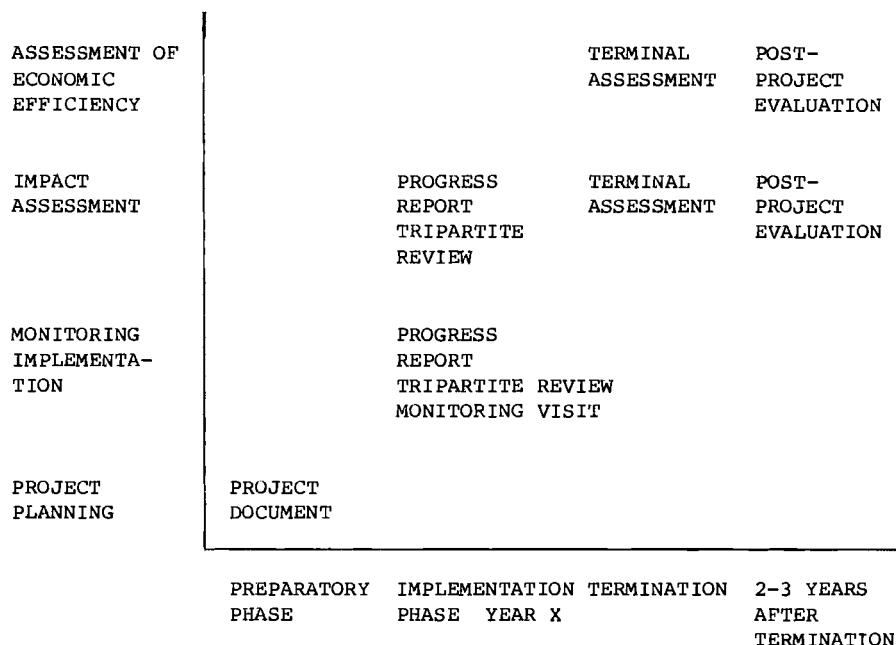 ASSESSMENT OF TERMINAL POST-
ECONOMIC ASSESSMENT PROJECT
EFFICIENCY EVALUATION
IMPACT PROGRESS TERMINAL POST-
ASSESSMENT REPORT ASSESSMENT PROJECT
TRIPARTITE EVALUATION
REVIEW
MONITORING PROGRESS
IMPLEMENTA- REPORT
TION TRIPARTITE REVIEW
MONITORING VISIT
PROJECT PROJECT
PLANNING DOCUMENT
PREPARATORY IMPLEMENTATION TERMINATION 2-3 YEARS
PHASE PHASE YEAR X AFTER
TERMINATION